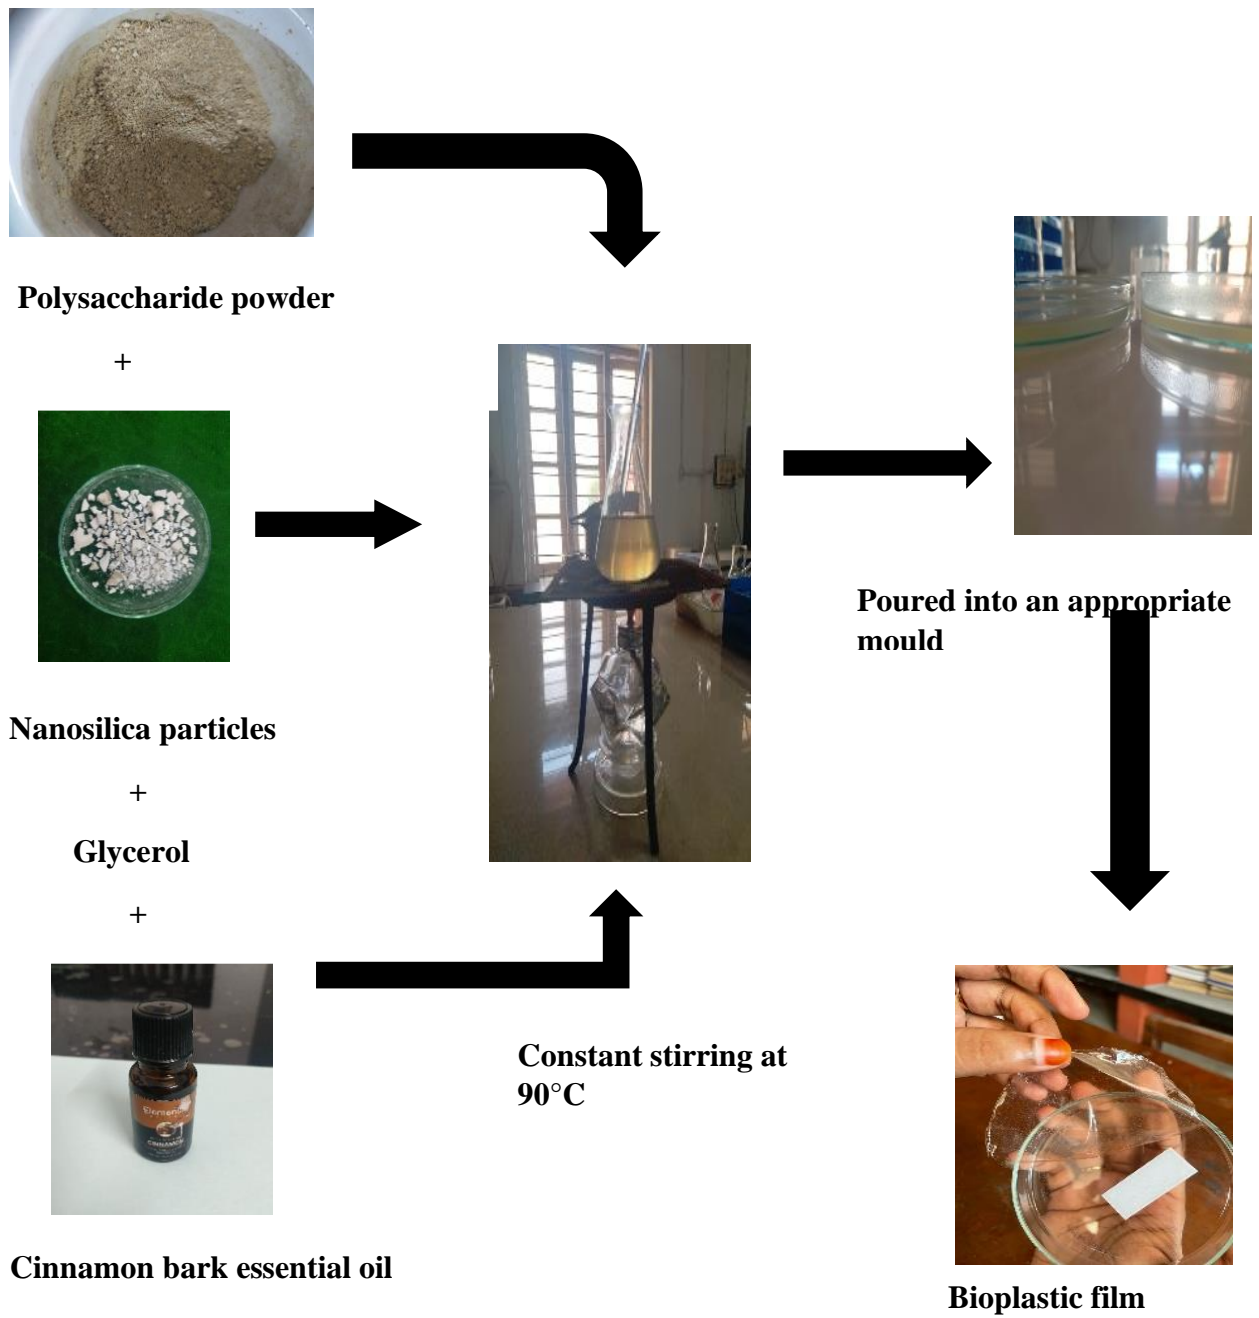 Polysaccharide powder
+
Nanosilica particles
+
Glycerol
+
Cinnamon bark essential oil
Constant stirring at
90°C
Poured into an appropriate
mould
Bioplastic film
CINNAMON